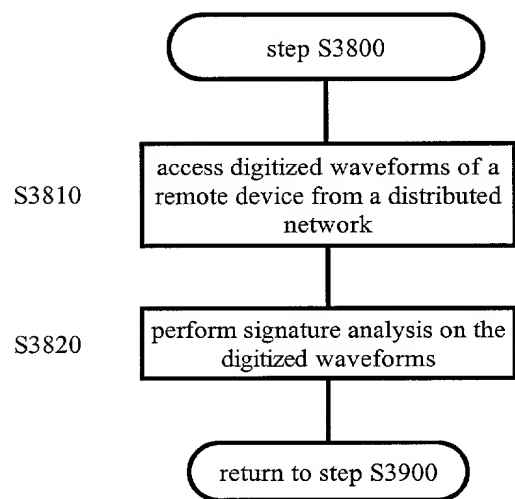 step S3800
S3810
access digitized waveforms of a
remote device from a distributed
network
S3820
perform signature analysis on the
digitized waveforms
return to step S3900